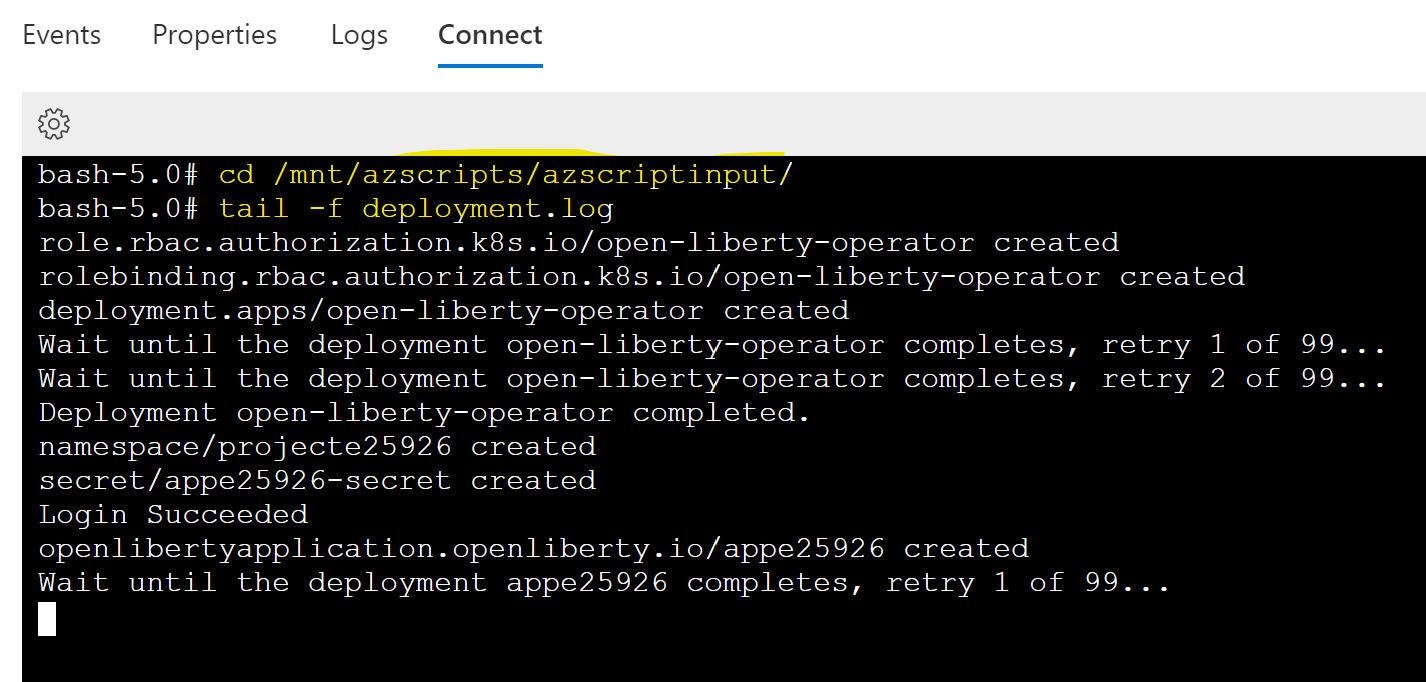 Events Properties Logs Connect
bash-5.0# cd /mnt/azscripts/azscriptinput/
bash-5.0# tail -f deployment.log
role.rbac.authorization.k8s.io/open-liberty-operator created
rolebinding.rbac.authorization.k8s.io/open-liberty-operator created
deployment.apps/open-liberty-operator created
Wait until the deployment open-liberty-operator completes, retry 1 of 99...
Wait until the deployment open-liberty-operator completes, retry 2 of 99...
Deployment open-liberty-operator completed.
namespace/projecte25926 created
secret/appe25926-secret created
Login Succeeded
openlibertyapplication.openliberty.io/appe25926 created
Wait until the deployment appe25926 completes, retry 1 of 99...